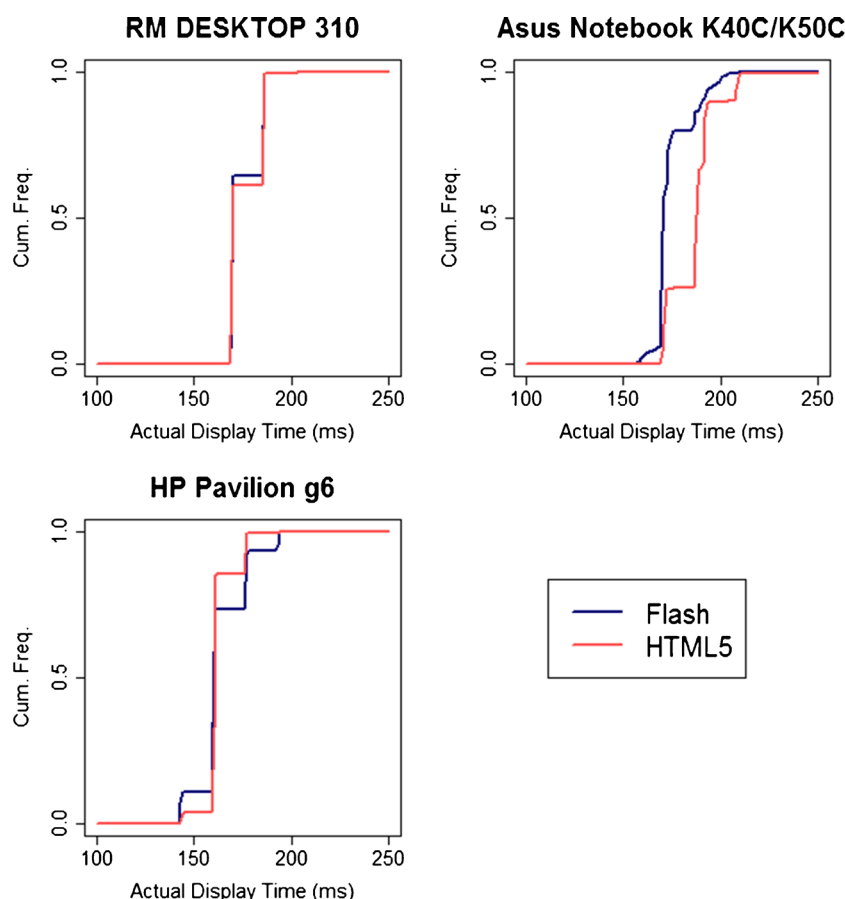 RM DESKTOP 310
Cum. Freq.
1.0
0.5
0.0
100 150 200 250
Actual Display Time (ms)
Asus Notebook K40C/K50C
Cum. Freq.
1.0
0.5
0.0
100 150 200 250
Actual Display Time (ms)
HP Pavilion g6
Cum. Freq.
1.0
0.5
0.0
100 150 200 250
Actual Display Time (ms)
Flash
HTML5